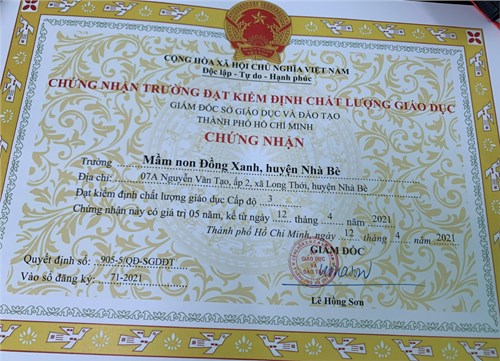 CỘNG HÒA XÃ HỘI CHỦ NGHĨA VIỆT NAM
Độc lập - Tự do - Hạnh phúc
CHỨNG NHẬN TRƯỜNG ĐẠT KIỂM ĐỊNH CHẤT LƯỢNG GIÁO DỤC
GIÁM ĐỐC SỞ GIÁO DỤC VÀ ĐÀO TẠO
THÀNH PHỐ HỒ CHÍ MINH
CHỨNG NHẬN
Trường Mầm non Đồng Xanh, huyện Nhà Bè
Địa chỉ: 07A Nguyễn Văn Tạo, ấp 2, xã Long Thới, huyện Nhà Bè
Đạt kiểm định chất lượng giáo dục Cấp độ 3
Chứng nhận này có giá trị 05 năm, kể từ ngày 12 tháng 4 năm 2021
Thành phố Hồ Chí Minh, ngày 12 tháng 4 năm 2021
GIÁM ĐỐC
SỞ
GIÁO DỤC
VÀ
ĐÀO TẠO
Quyết định số: 905-5/QĐ-SGDĐT
Vào sổ đăng ký: 71-2021
Lê Hồng Sơn